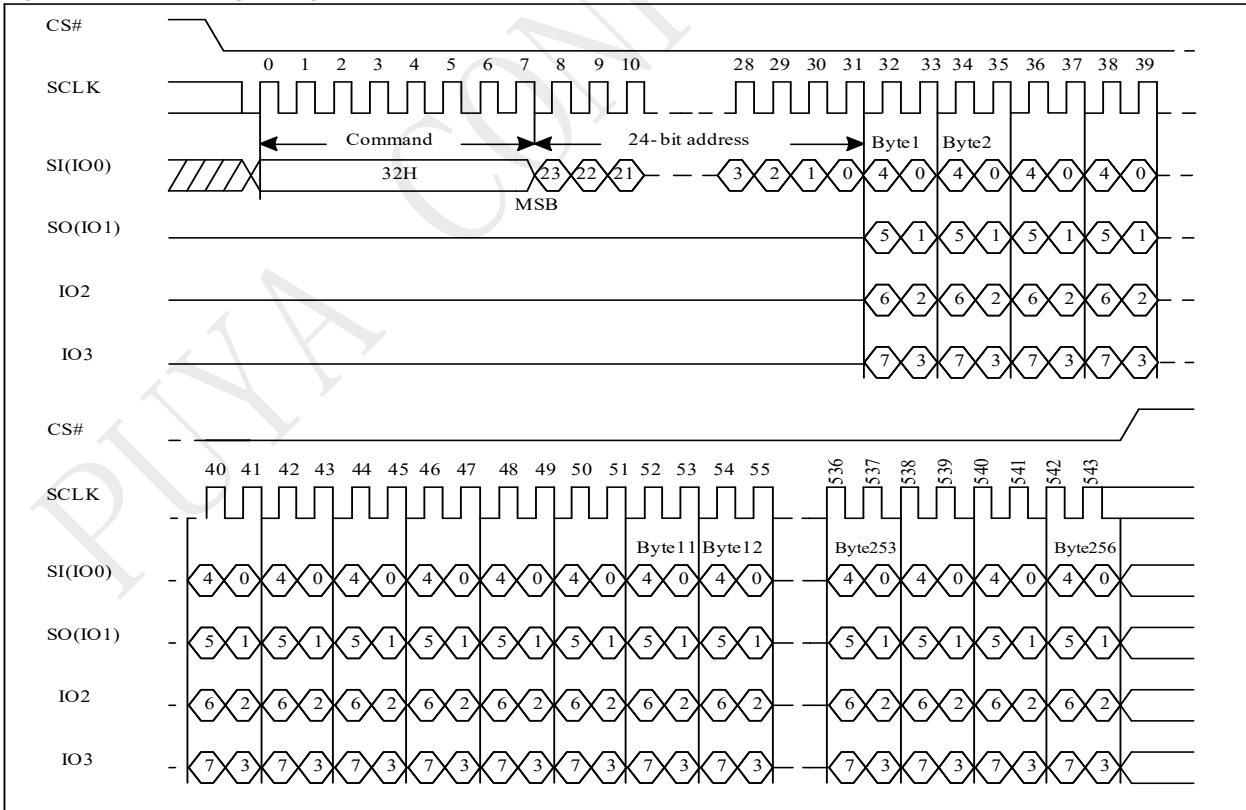 CS#
0 1 2 3 4 5 6 7 8 9 10 28 29 30 31 32 33 34 35 36 37 38 39
SCLK
Command 24-bit address Byte1 Byte2
SI(IO0) 32H 23 22 21 3 2 1 0 4 0 4 0 4 0 4 0
MSB
SO(IO1) 5 1 5 1 5 1 5 1
IO2 6 2 6 2 6 2 6 2
IO3 7 3 7 3 7 3 7 3
CS#
40 41 42 43 44 45 46 47 48 49 50 51 52 53 54 55 536 537 538 539 540 541 542 543
SCLK
Byte11 Byte12 Byte253 Byte256
SI(IO0) 4 0 4 0 4 0 4 0 4 0 4 0 4 0 4 0 4 0 4 0 4 0 4 0
SO(IO1) 5 1 5 1 5 1 5 1 5 1 5 1 5 1 5 1 5 1 5 1 5 1 5 1
IO2 6 2 6 2 6 2 6 2 6 2 6 2 6 2 6 2 6 2 6 2 6 2 6 2
IO3 7 3 7 3 7 3 7 3 7 3 7 3 7 3 7 3 7 3 7 3 7 3 7 3
PUYA